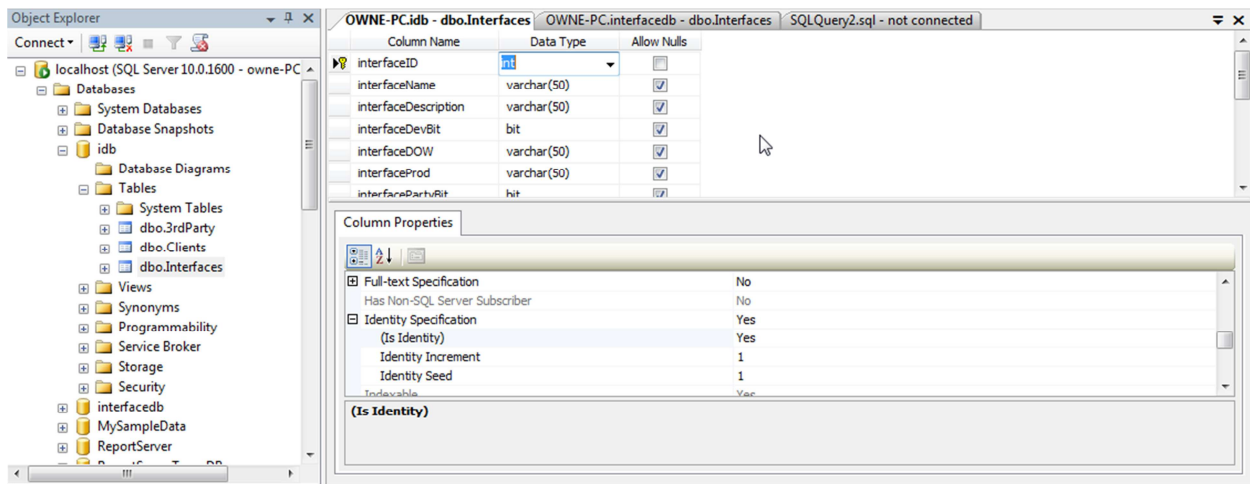 Object Explorer
Connect
localhost (SQL Server 10.0.1600 - owne-PC
Databases
System Databases
Database Snapshots
idb
Database Diagrams
Tables
System Tables
dbo.3rdParty
dbo.Clients
dbo.Interfaces
Views
Synonyms
Programmability
Service Broker
Storage
Security
interfacedb
MySampleData
ReportServer
OWNE-PC.idb - dbo.Interfaces OWNE-PC.interfacedb - dbo.Interfaces SQLQuery2.sql - not connected
Column Name Data Type Allow Nulls
interfaceID int
interfaceName varchar(50)
interfaceDescription varchar(50)
interfaceDevBit bit
interfaceDOW varchar(50)
interfaceProd varchar(50)
interfacePartyBit bit
Column Properties
Full-text Specification No
Has Non-SQL Server Subscriber No
Identity Specification Yes
(Is Identity) Yes
Identity Increment 1
Identity Seed 1
Indexable Yes
(Is Identity)